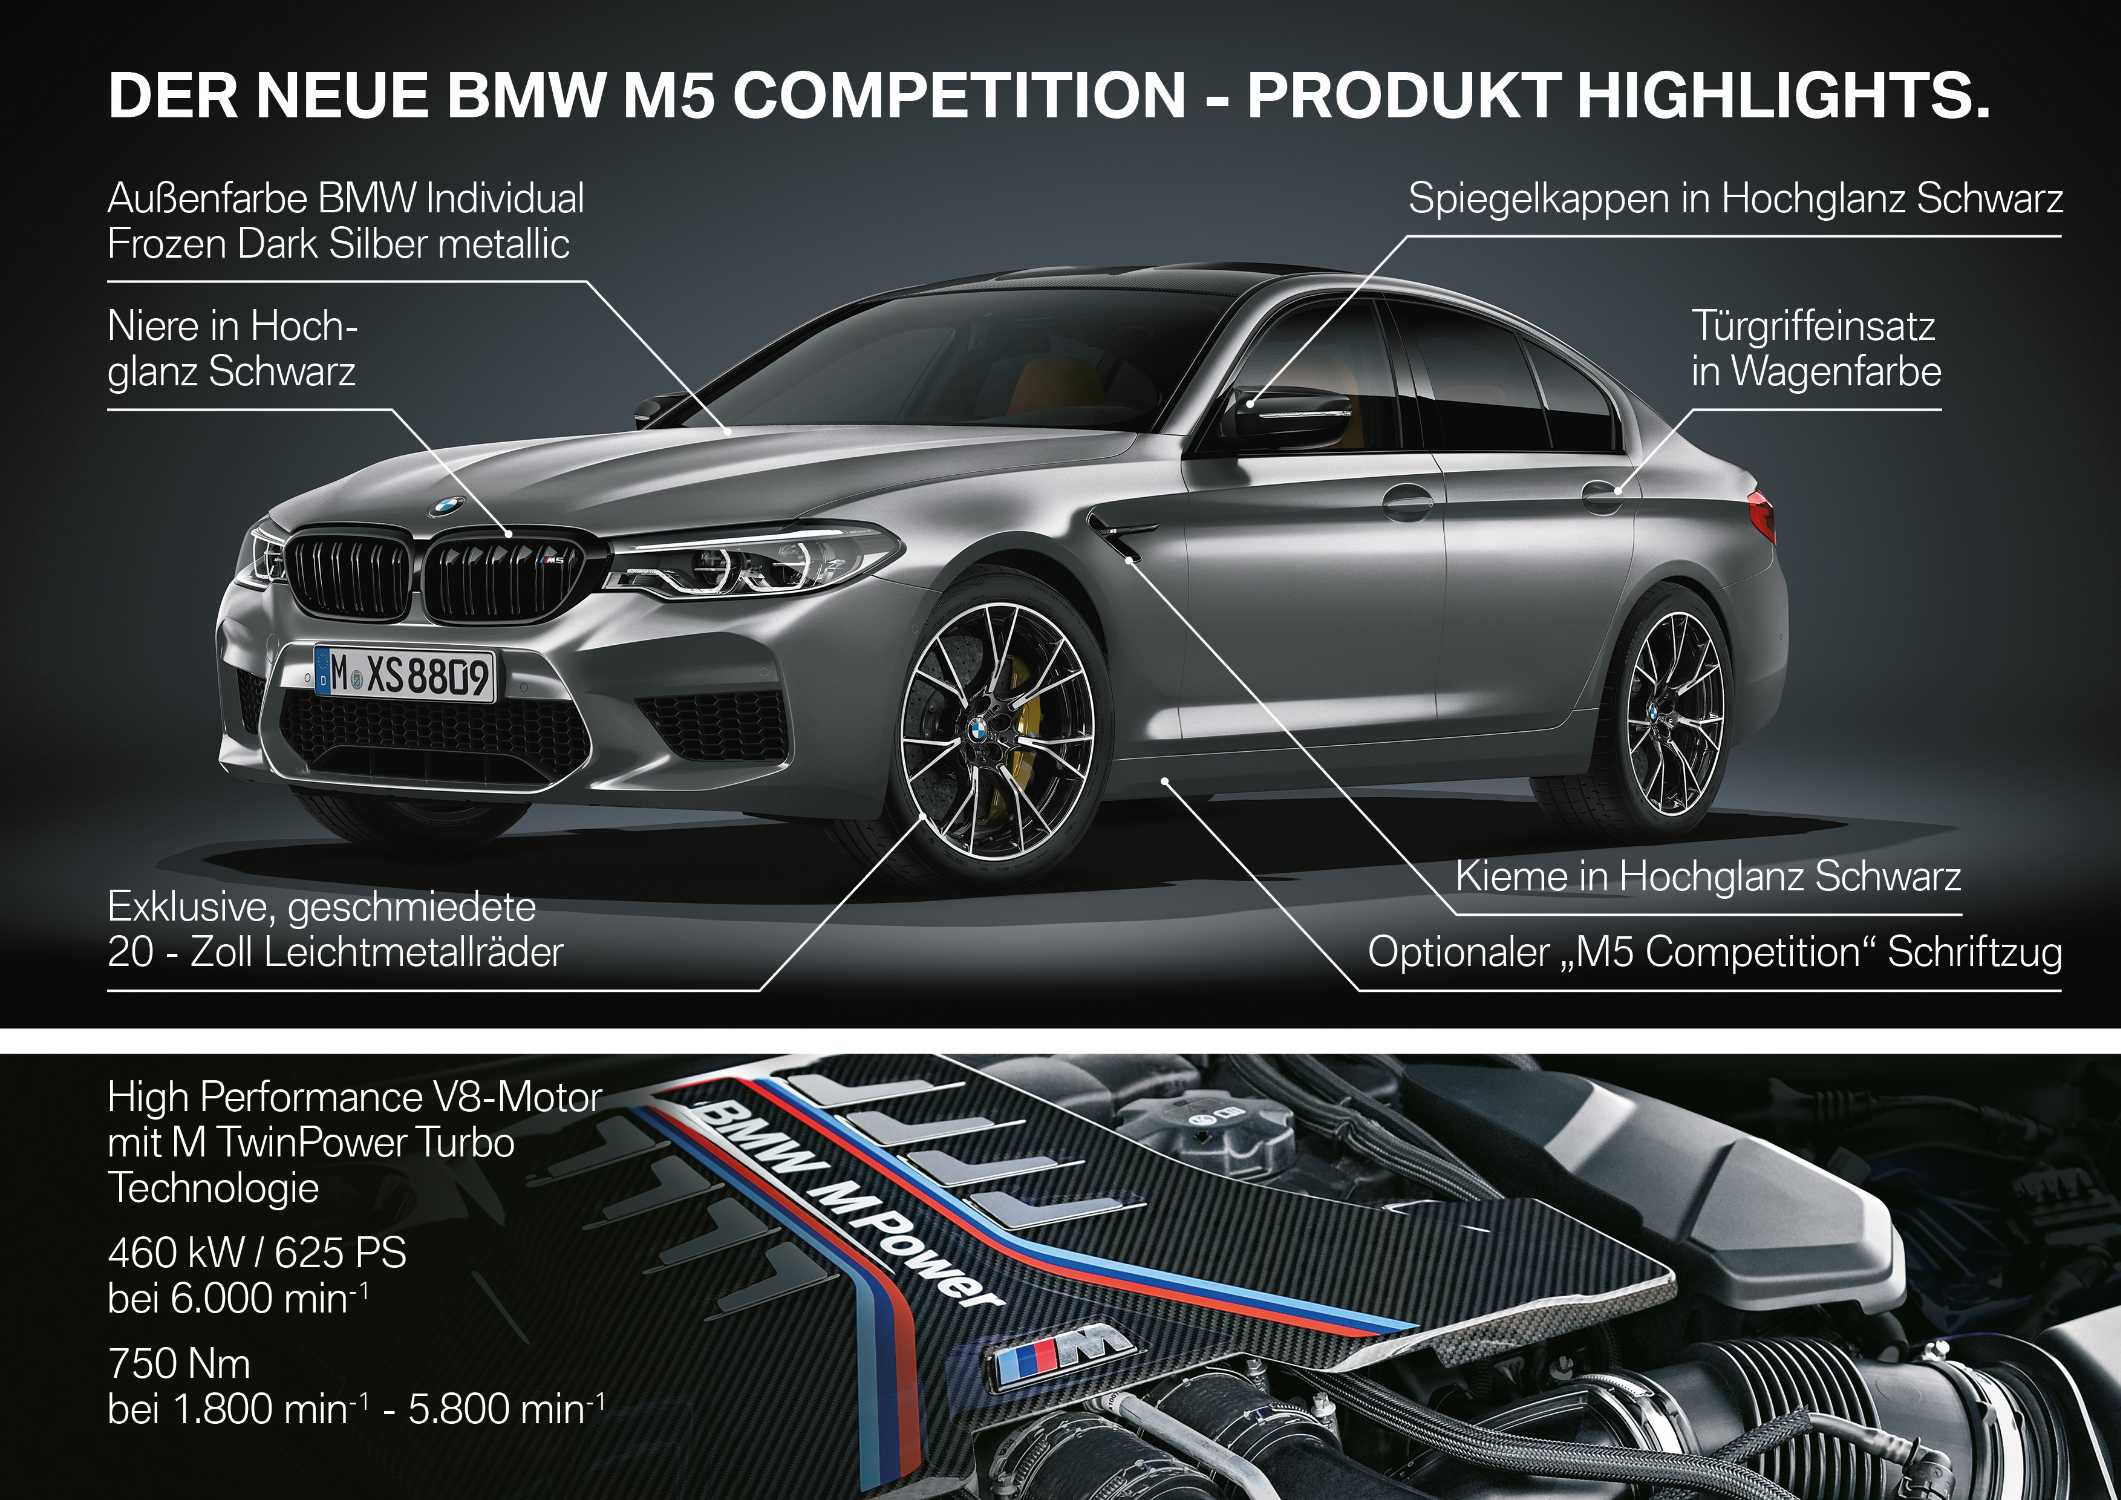 DER NEUE BMW M5 COMPETITION - PRODUKT HIGHLIGHTS.
Außenfarbe BMW Individual
Frozen Dark Silber metallic
Niere in Hoch-
glanz Schwarz
Spiegelkappen in Hochglanz Schwarz
Türgriffeinsatz
in Wagenfarbe
M5
M XS8809
D
Exklusive, geschmiedete
20 - Zoll Leichtmetallräder
Kieme in Hochglanz Schwarz
Optionaler „M5 Competition“ Schriftzug
High Performance V8-Motor
mit M TwinPower Turbo
Technologie
460 kW / 625 PS
bei 6.000 min⁻¹
750 Nm
bei 1.800 min⁻¹ - 5.800 min⁻¹
BMW M Power
M